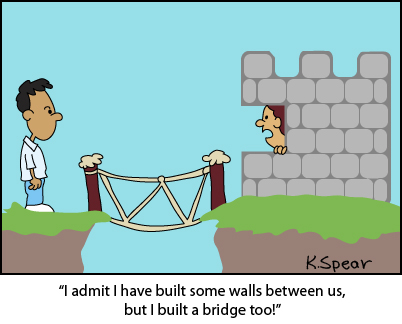 K.Spear
“I admit I have built some walls between us,
but I built a bridge too!”